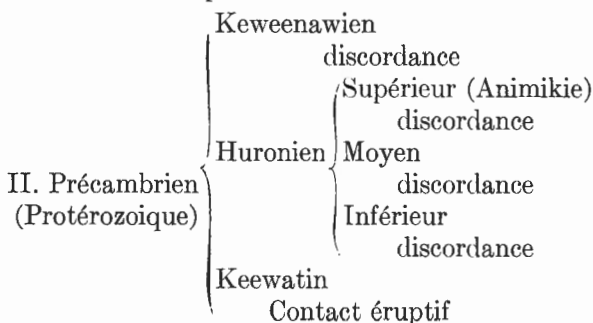 Keweenawien
discordance
Supérieur (Animikie)
discordance
Huronien Moyen
discordance
II. Précambrien
(Protérozoique) Inférieur
discordance
Keewatin
Contact éruptif